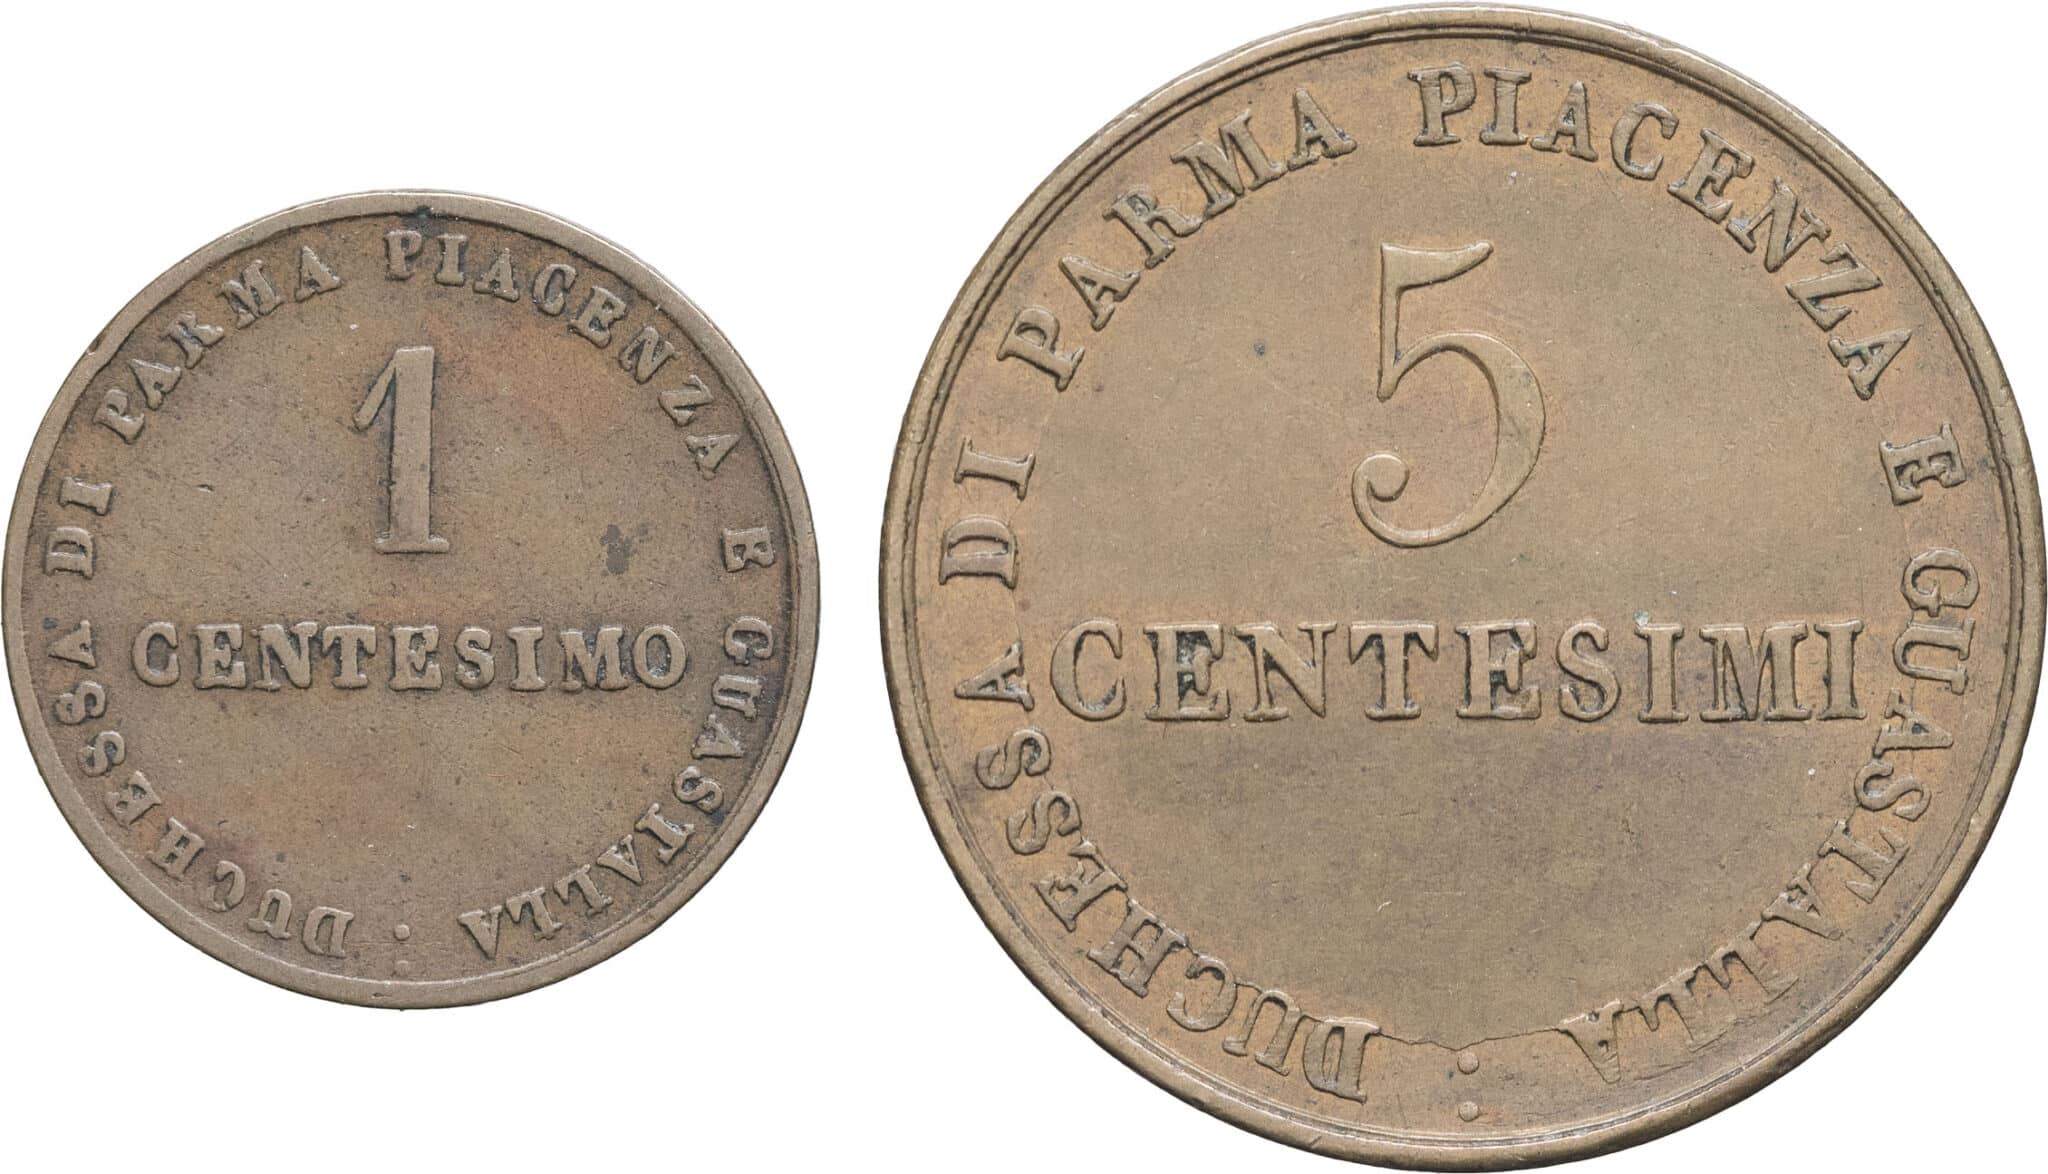 DUCHESSA DI PARMA PIACENZA E GUASTALLA :
1
CENTESIMO
DUCHESSA DI PARMA PIACENZA E GUASTALLA :
5
CENTESIMI